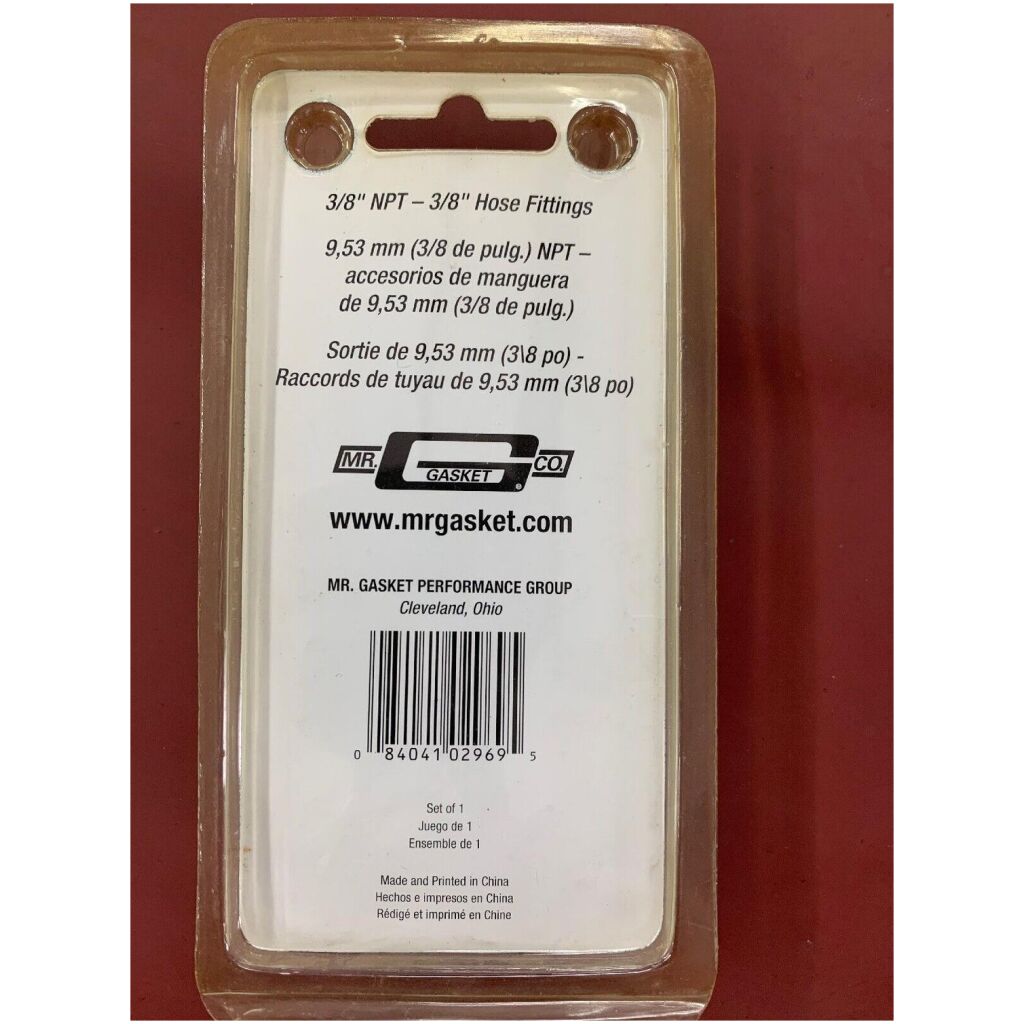 3/8" NPT – 3/8" Hose Fittings
9,53 mm (3/8 de pulg.) NPT –
accesorios de manguera
de 9,53 mm (3/8 de pulg.)
Sortie de 9,53 mm (3\8 po) -
Raccords de tuyau de 9,53 mm (3\8 po)
MR. GASKET CO.
www.mrgasket.com
MR. GASKET PERFORMANCE GROUP
Cleveland, Ohio
0 84041 02969 5
Set of 1
Juego de 1
Ensemble de 1
Made and Printed in China
Hechos e impresos en China
Rédigé et imprimé en Chine